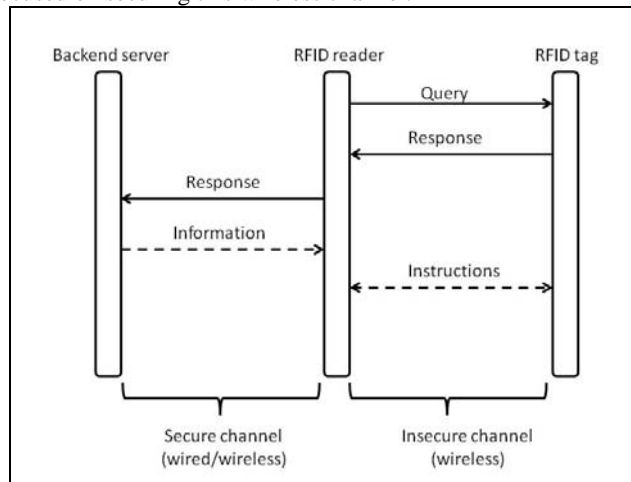 Backend server RFID reader RFID tag
Query
Response
Response
Information
Instructions
Secure channel
(wired/wireless)
Insecure channel
(wireless)